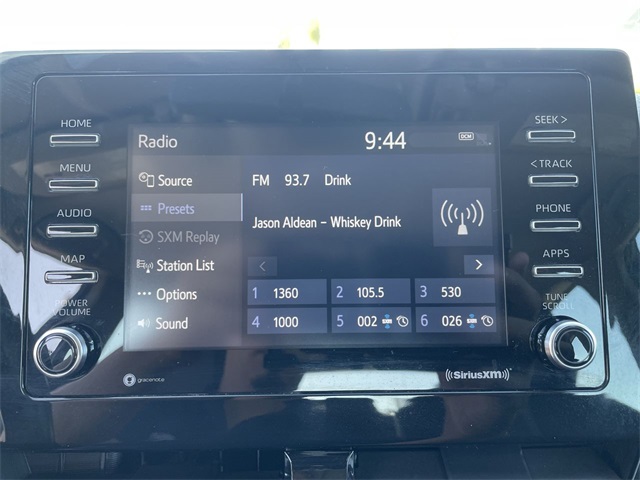 HOME
MENU
AUDIO
MAP
POWER
VOLUME
Radio
9:44
DCM
Source
Presets
SXM Replay
Station List
Options
Sound
FM 93.7 Drink
Jason Aldean - Whiskey Drink
1 1360
2 105.5
3 530
4 1000
5 002
6 026
SEEK >
< TRACK
PHONE
APPS
TUNE
SCROLL
gracenote
((SiriusXM))